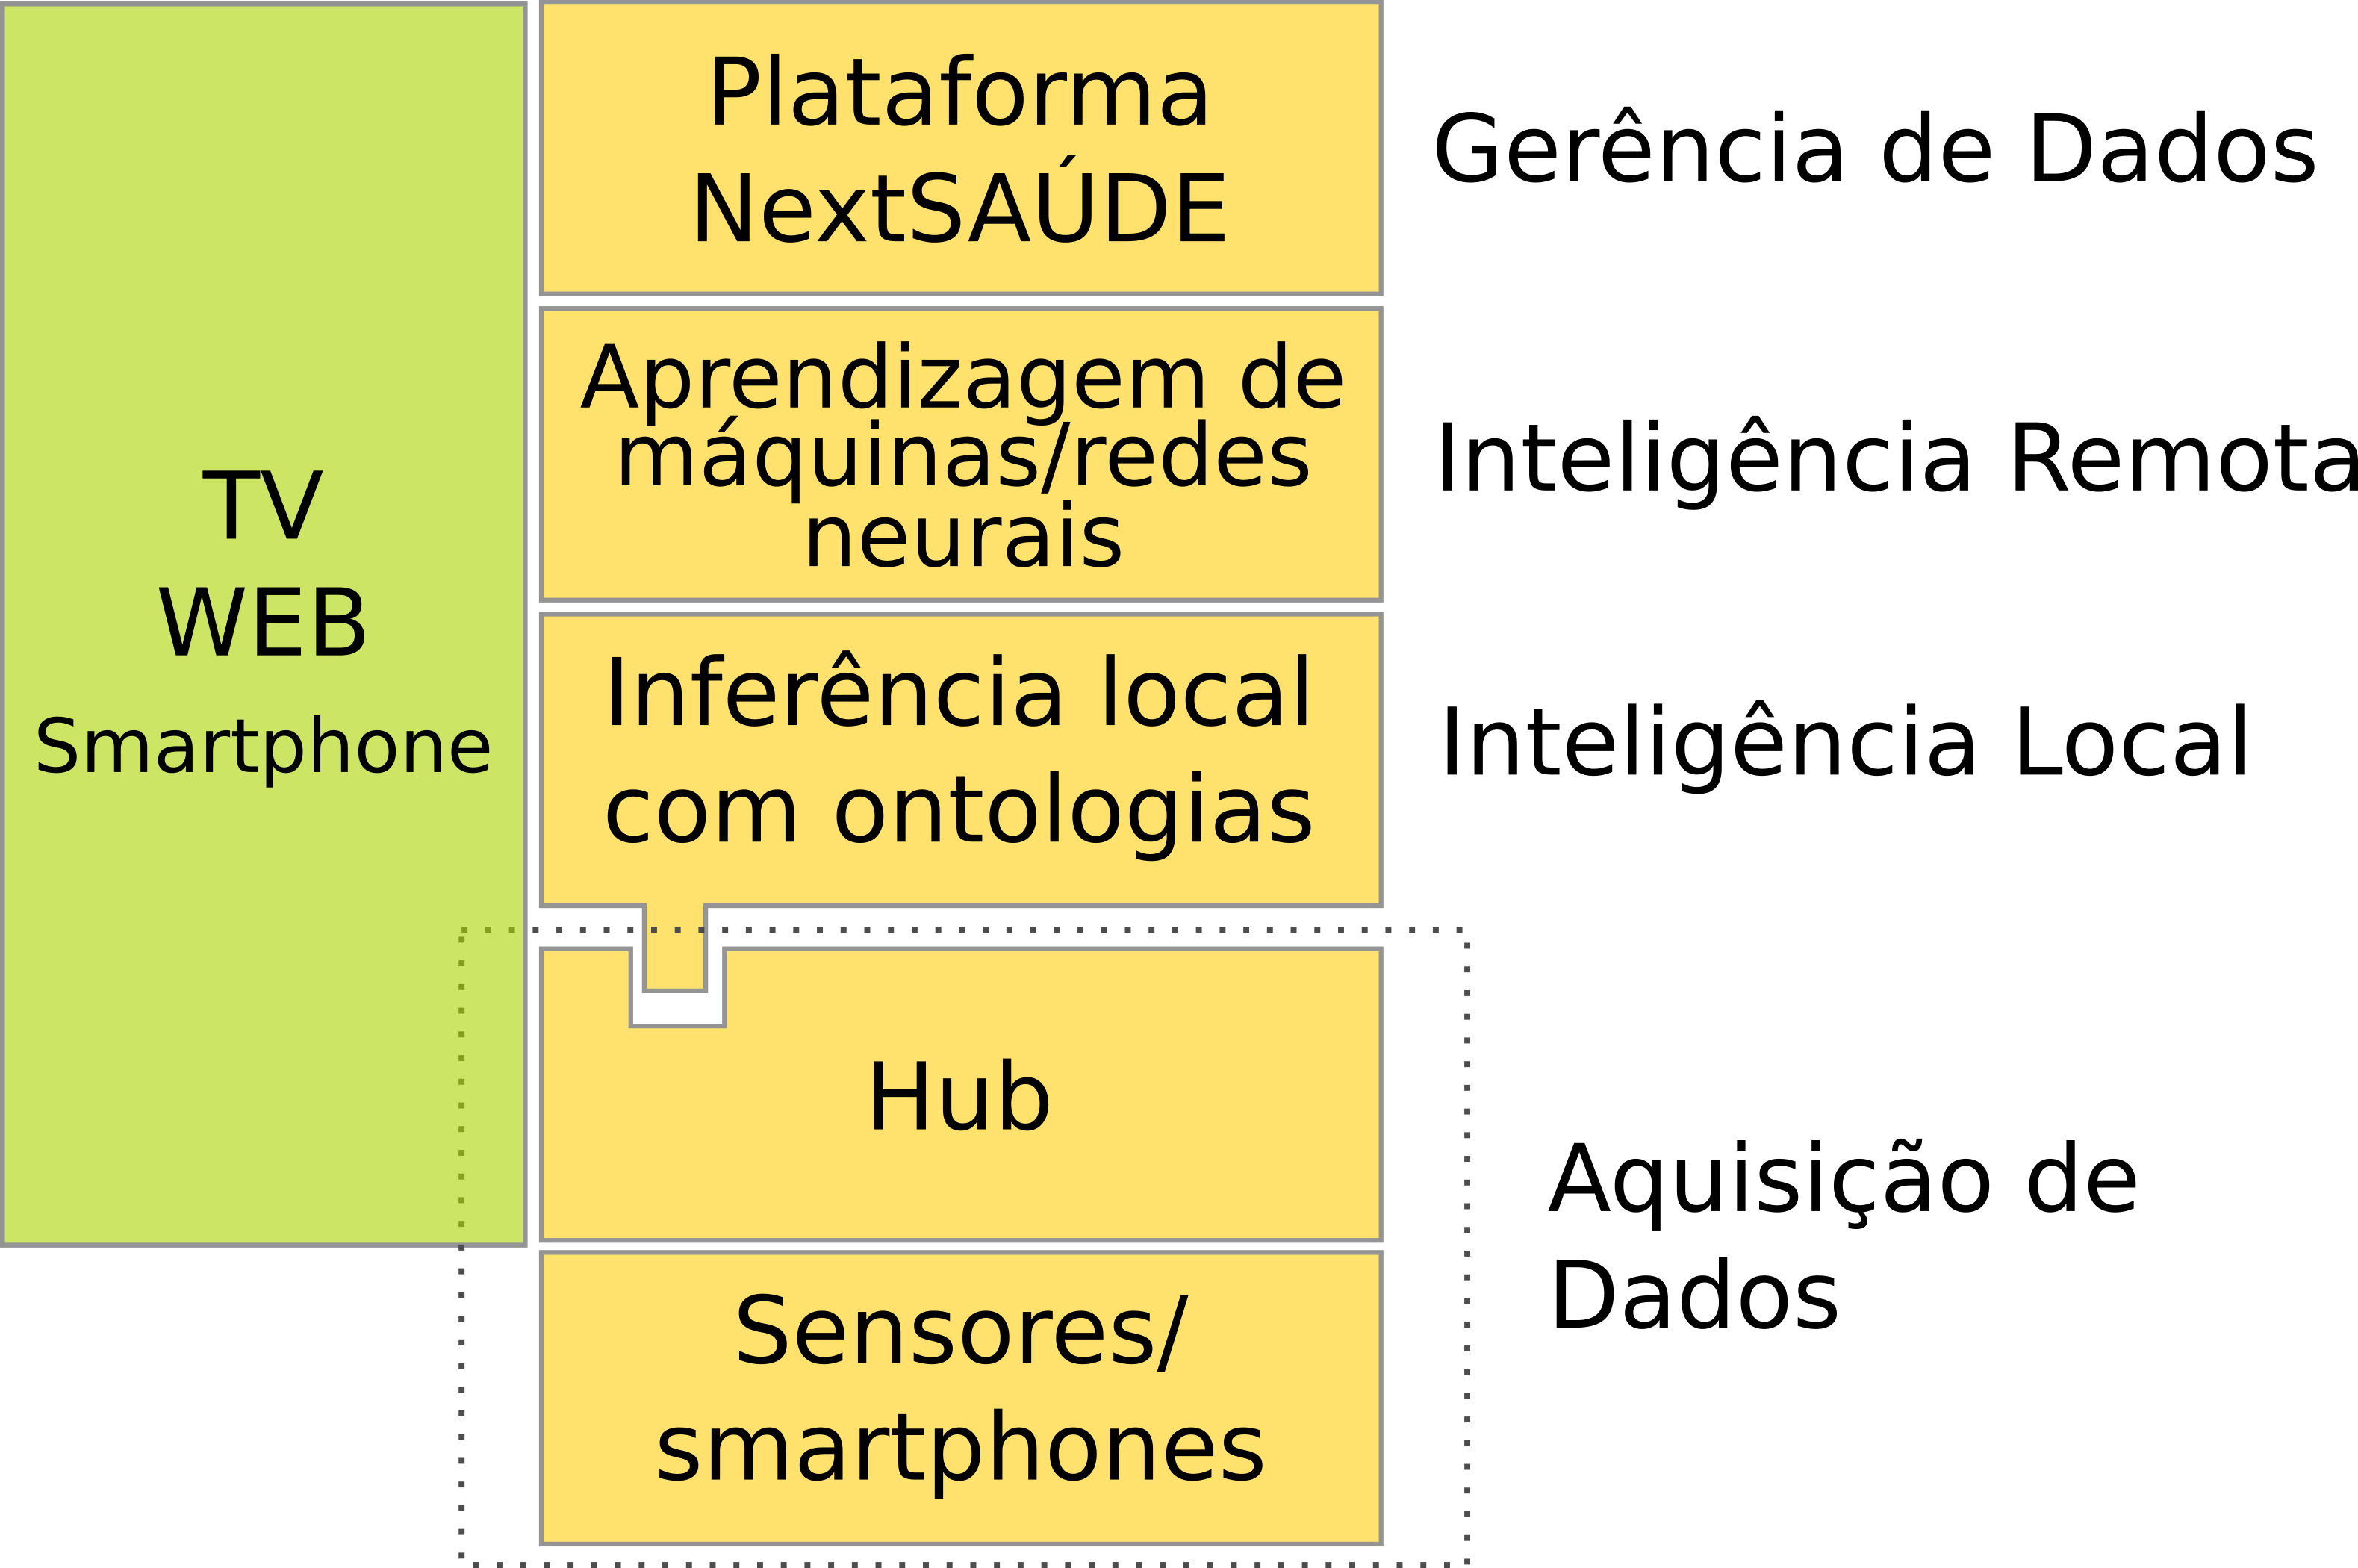 TV
WEB
Smartphone
Plataforma
NextSAÚDE
Gerência de Dados
Aprendizagem de
máquinas/redes
neurais
Inteligência Remota
Inferência local
com ontologias
Inteligência Local
Hub
Sensores/
smartphones
Aquisição de
Dados